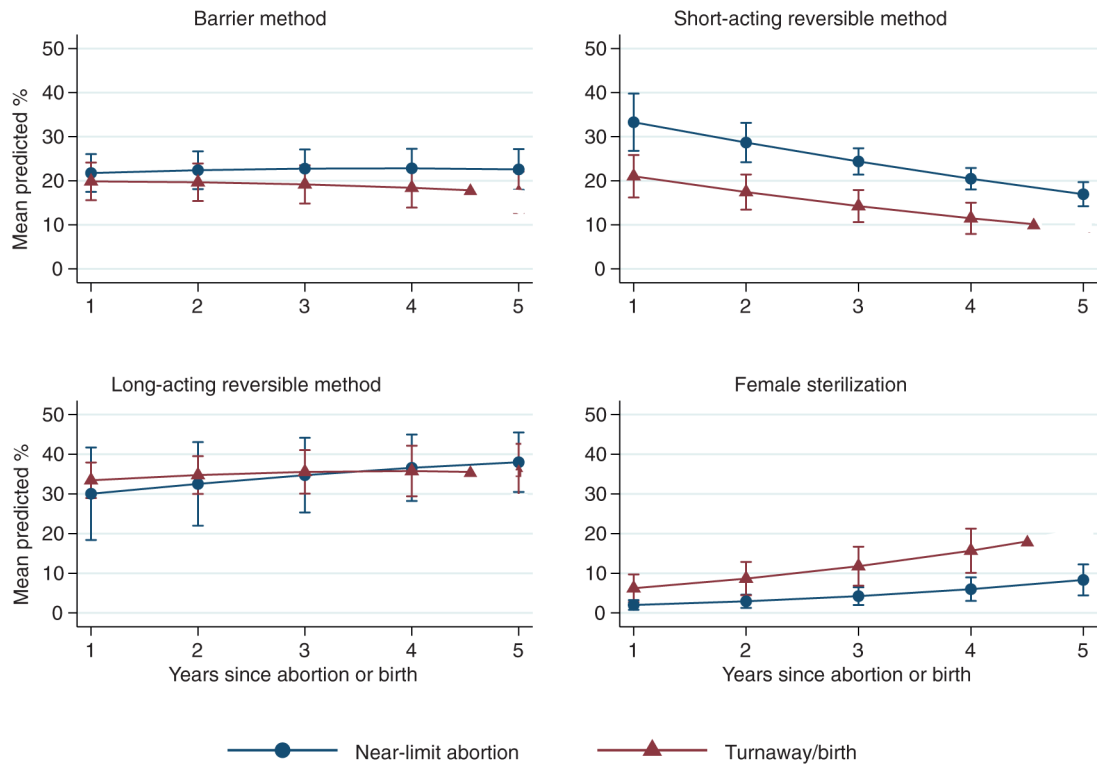 Barrier method
Short-acting reversible method
50
40
30
20
10
0
Mean predicted %
1 2 3 4 5
50
40
30
20
10
0
1 2 3 4 5
Long-acting reversible method
Female sterilization
50
40
30
20
10
0
Mean predicted %
1 2 3 4 5
Years since abortion or birth
50
40
30
20
10
0
1 2 3 4 5
Years since abortion or birth
Near-limit abortion
Turnaway/birth